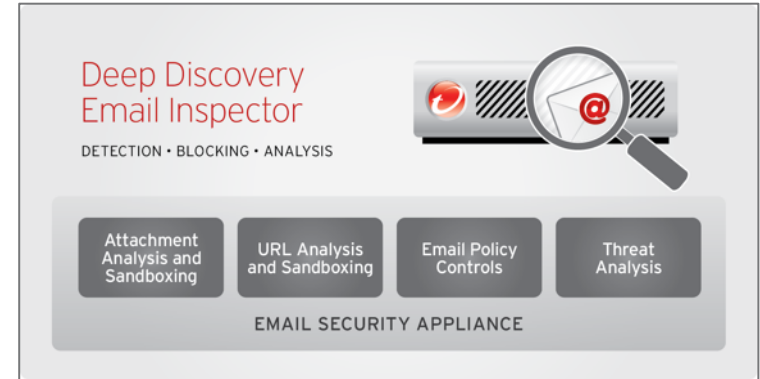 Deep Discovery
Email Inspector
DETECTION • BLOCKING • ANALYSIS
@
Attachment
Analysis and
Sandboxing
URL Analysis
and Sandboxing
Email Policy
Controls
Threat
Analysis
EMAIL SECURITY APPLIANCE